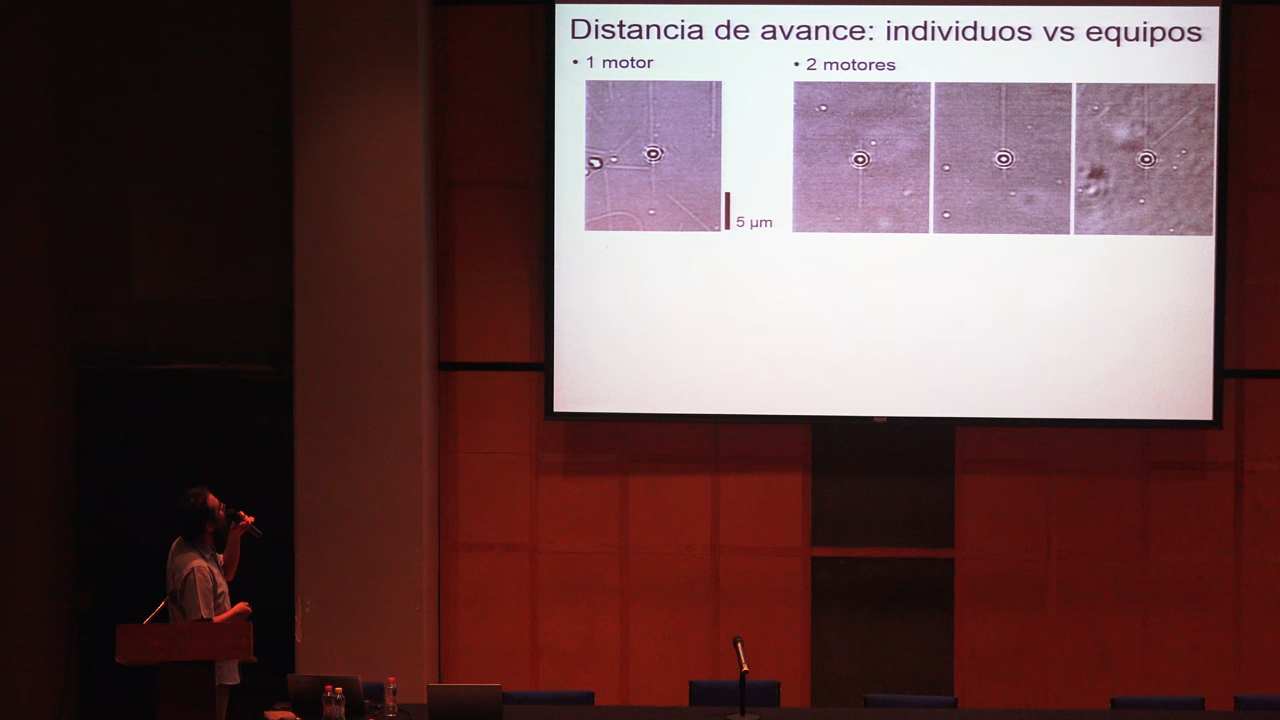 Distancia de avance: individuos vs equipos
• 1 motor
• 2 motores
5 µm